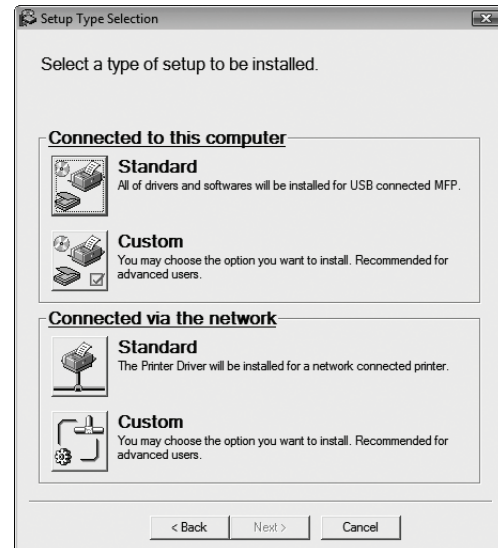 Setup Type Selection
Select a type of setup to be installed.
Connected to this computer
Standard
All of drivers and softwares will be installed for USB connected MFP.
Custom
You may choose the option you want to install. Recommended for
advanced users.
Connected via the network
Standard
The Printer Driver will be installed for a network connected printer.
Custom
You may choose the option you want to install. Recommended for
advanced users.
< Back
Next >
Cancel